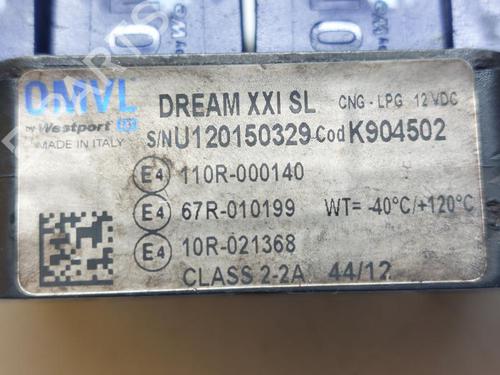 OMVL
by Westport
MADE IN ITALY
DREAM XXI SL CNG - LPG 12 VDC
S/N U120150329 Cod K904502
E4 110R-000140
E4 67R-010199 WT= -40°C/+120°C
E4 10R-021368
CLASS 2-2A 44/12